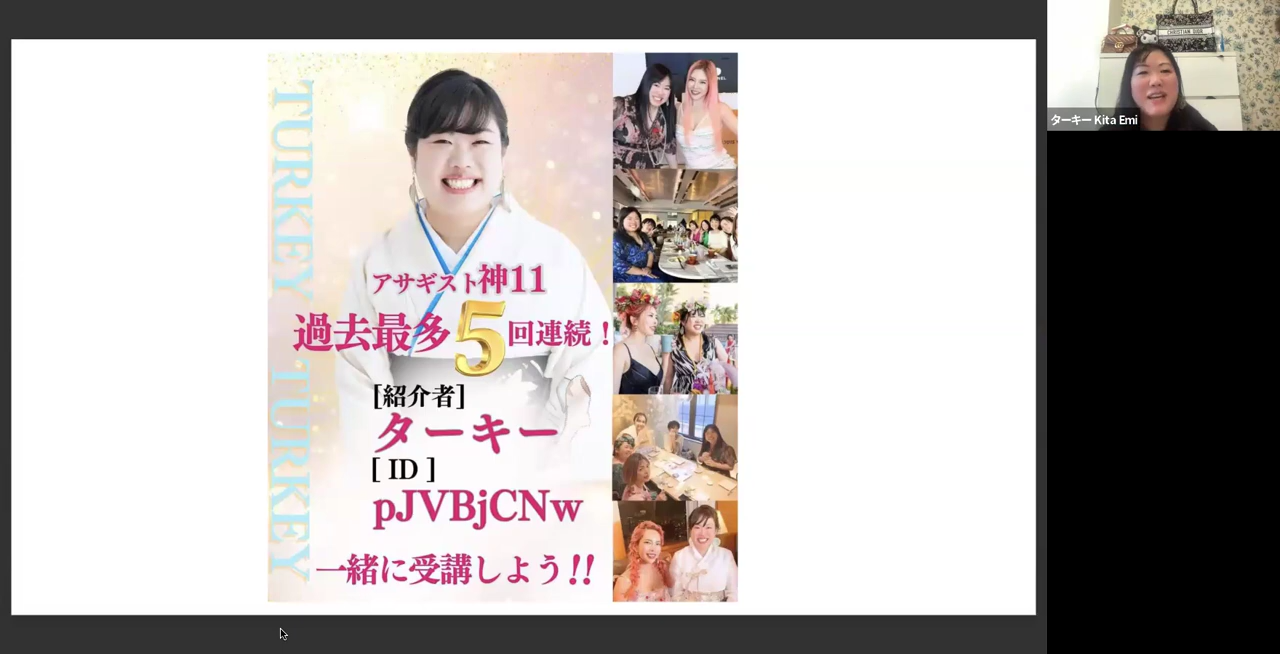 TURKEY TURKEY
アサギスト神11
過去最多5回連続!
[紹介者]
ターキー
[ ID ]
pJVBjCNw
一緒に受講しよう!!
CHRISTIAN DIOR
ターキー Kita Emi